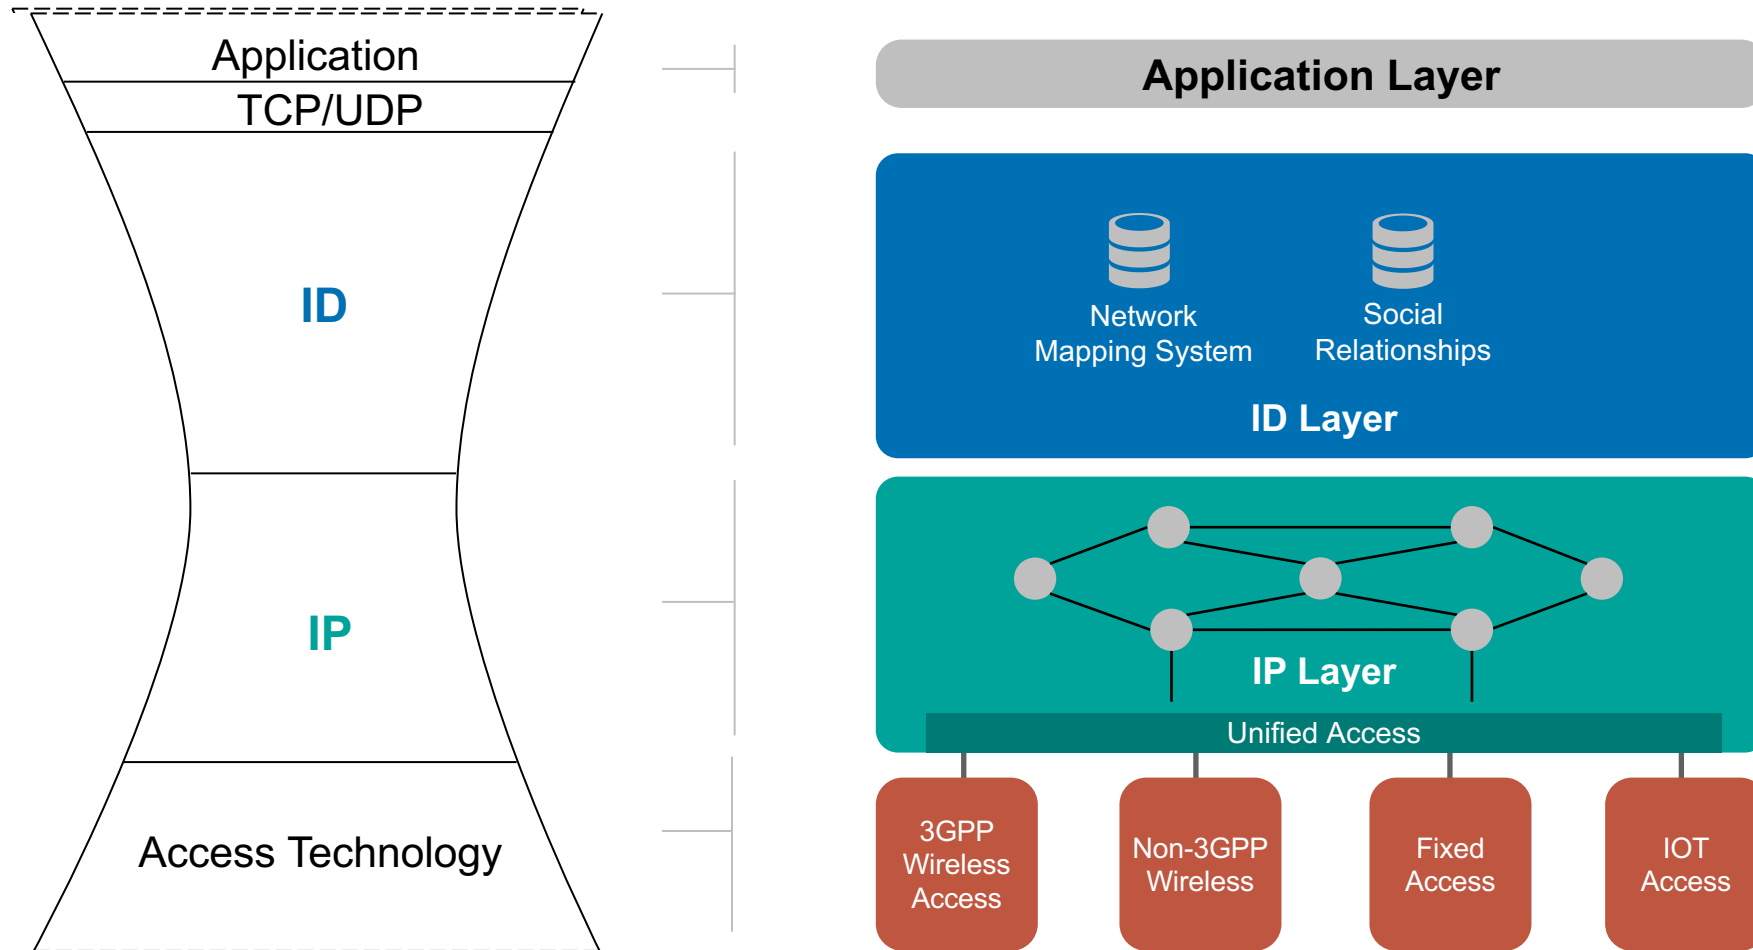 Application
TCP/UDP
ID
IP
Access Technology
Application Layer
Network
Mapping System
Social
Relationships
ID Layer
IP Layer
Unified Access
3GPP
Wireless
Access
Non-3GPP
Wireless
Fixed
Access
IOT
Access